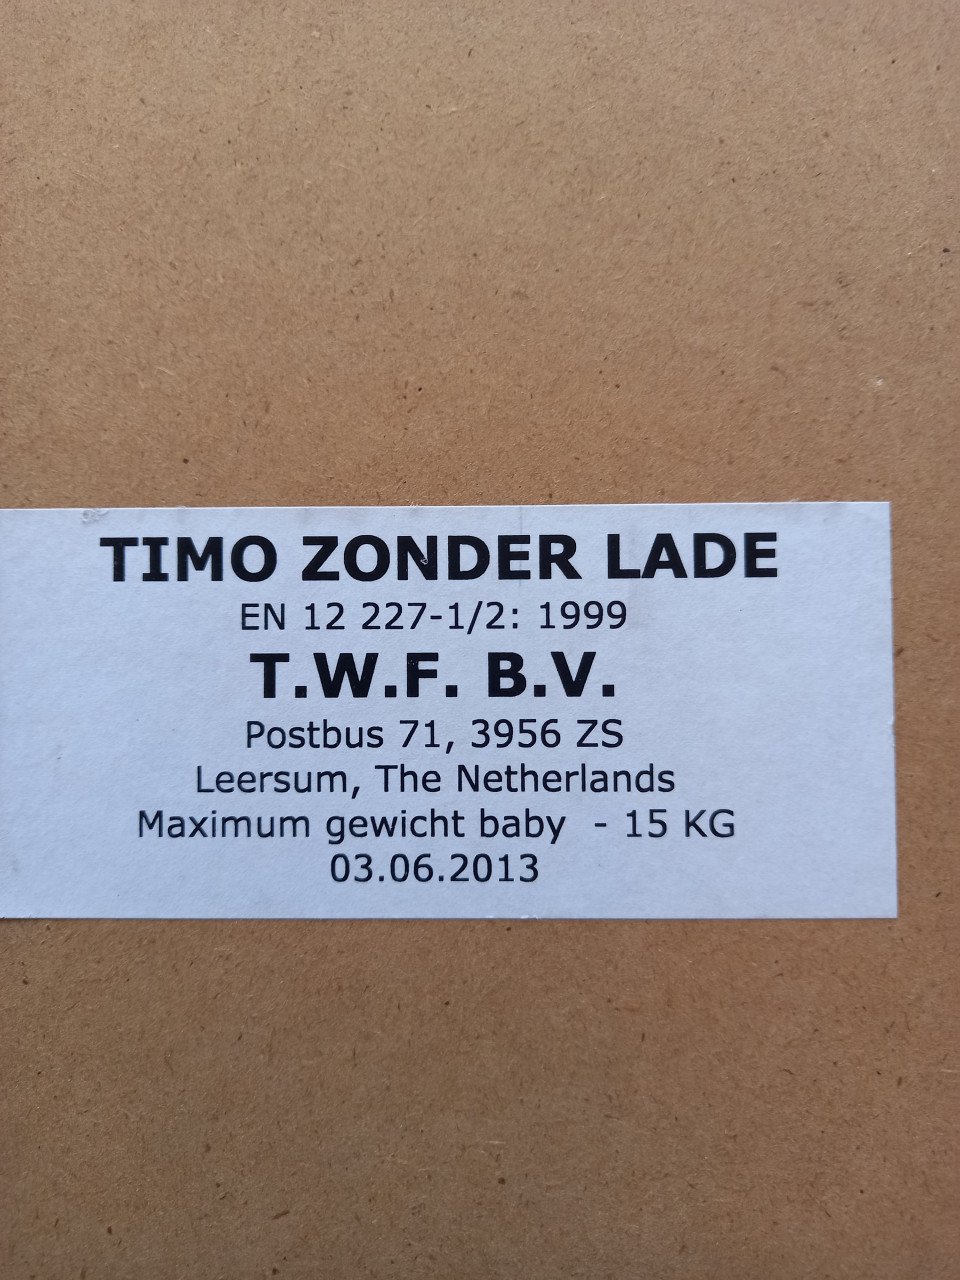 TIMO ZONDER LADE
EN 12 227-1/2: 1999
T.W.F. B.V.
Postbus 71, 3956 ZS
Leersum, The Netherlands
Maximum gewicht baby - 15 KG
03.06.2013